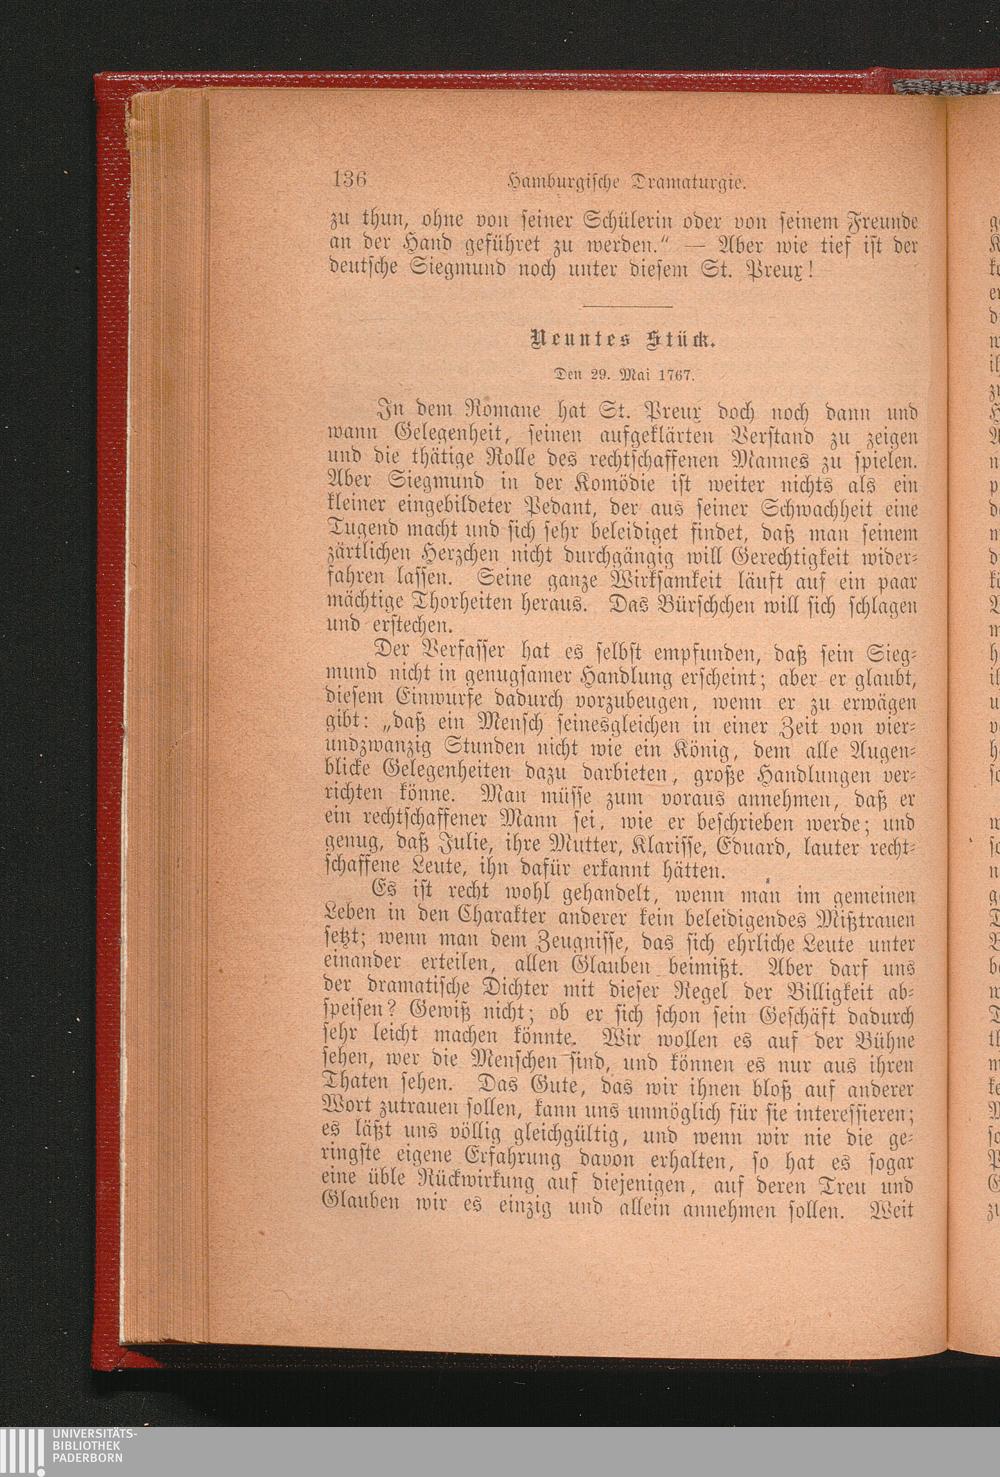 136 Hamburgische Dramaturgie.
zu thun, ohne von seiner Schülerin oder von seinem Freunde
an der Hand geführet zu werden.“ — Aber wie tief ist der
deutsche Siegmund noch unter diesem St. Preux!
Neuntes Stück.
Den 29. Mai 1767.
In dem Romane hat St. Preux doch noch dann und
wann Gelegenheit, seinen aufgeklärten Verstand zu zeigen
und die thätige Rolle des rechtschaffenen Mannes zu spielen.
Aber Siegmund in der Komödie ist weiter nichts als ein
kleiner eingebildeter Pedant, der aus seiner Schwachheit eine
Tugend macht und sich sehr beleidiget findet, daß man seinem
zärtlichen Herzchen nicht durchgängig will Gerechtigkeit wider-
fahren lassen. Seine ganze Wirksamkeit läuft auf ein paar
mächtige Thorheiten heraus. Das Bürschchen will sich schlagen
und erstechen.
Der Verfasser hat es selbst empfunden, daß sein Sieg-
mund nicht in genugsamer Handlung erscheint; aber er glaubt,
diesem Einwurfe dadurch vorzubeugen, wenn er zu erwägen
gibt: „daß ein Mensch seinesgleichen in einer Zeit von vier-
undzwanzig Stunden nicht wie ein König, dem alle Augen-
blicke Gelegenheiten dazu darbieten, große Handlungen ver-
richten könne. Man müsse zum voraus annehmen, daß er
ein rechtschaffener Mann sei, wie er beschrieben werde; und
genug, daß Julie, ihre Mutter, Klarisse, Eduard, lauter recht-
schaffene Leute, ihn dafür erkannt hätten.
Es ist recht wohl gehandelt, wenn man im gemeinen
Leben in den Charakter anderer kein beleidigendes Mißtrauen
setzt; wenn man dem Zeugnisse, das sich ehrliche Leute unter
einander erteilen, allen Glauben beimißt. Aber darf uns
der dramatische Dichter mit dieser Regel der Billigkeit ab-
speisen? Gewiß nicht; ob er sich schon sein Geschäft dadurch
sehr leicht machen könnte. Wir wollen es auf der Bühne
sehen, wer die Menschen sind, und können es nur aus ihren
Thaten sehen. Das Gute, das wir ihnen bloß auf anderer
Wort zutrauen sollen, kann uns unmöglich für sie interessieren;
es läßt uns völlig gleichgültig, und wenn wir nie die ge-
ringste eigene Erfahrung davon erhalten, so hat es sogar
eine üble Rückwirkung auf diejenigen, auf deren Treu und
Glauben wir es einzig und allein annehmen sollen. Weit
UNIVERSITÄTS-
BIBLIOTHEK
PADERBORN